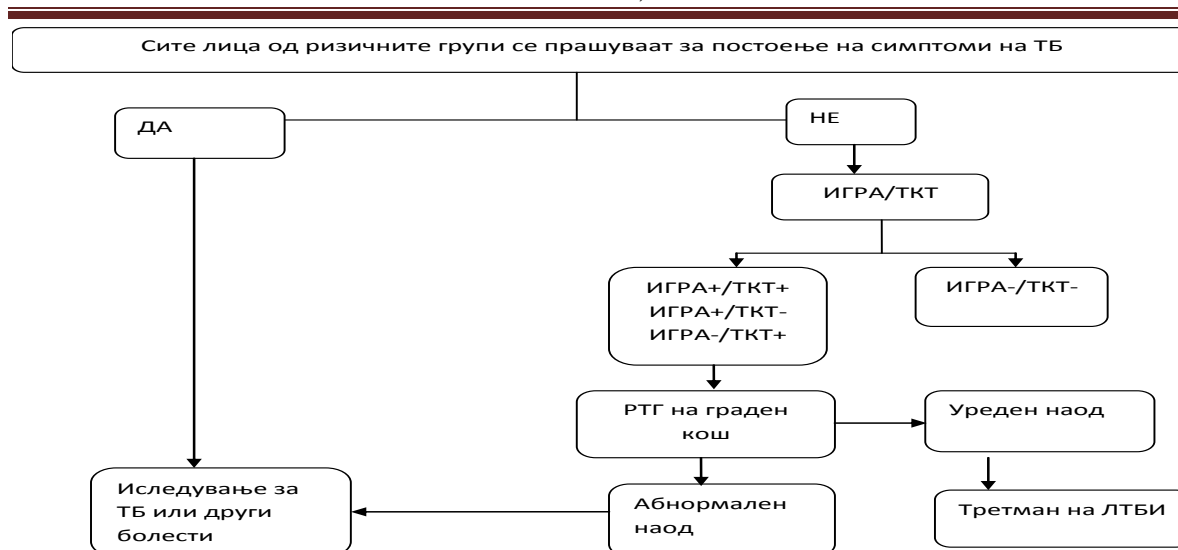 Сите лица од ризичните групи се прашуваат за постоење на симптоми на ТБ
ДА
НЕ
ИГРА/ТКТ
ИГРА+/ТКТ+
ИГРА+/ТКТ-
ИГРА-/ТКТ+
ИГРА-/ТКТ-
РТГ на граден
кош
Уреден наод
Иследување за
ТБ или други
болести
Абнормален
наод
Третман на ЛТБИ